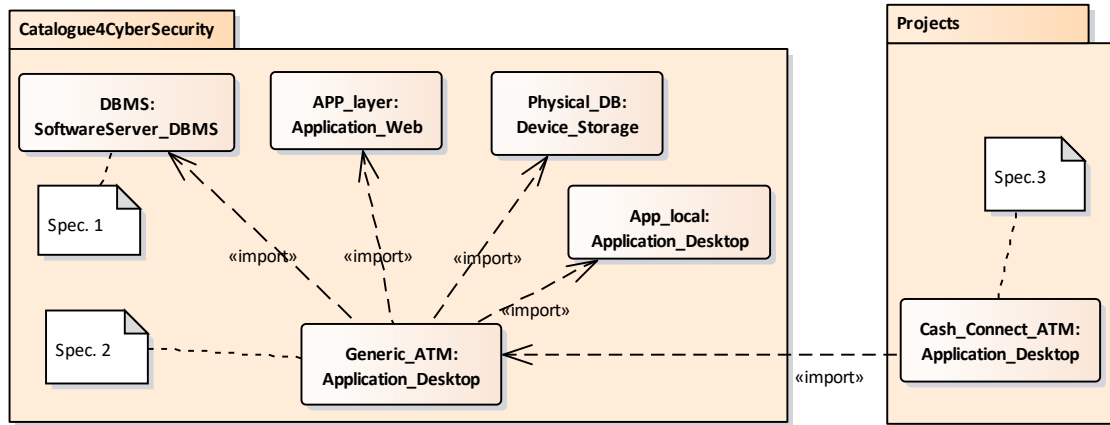 Catalogue4CyberSecurity
Projects
DBMS:
SoftwareServer_DBMS
APP_layer:
Application_Web
Physical_DB:
Device_Storage
Spec. 1
App_local:
Application_Desktop
Spec.3
«import»
«import»
«import»
«import»
Spec. 2
Generic_ATM:
Application_Desktop
Cash_Connect_ATM:
Application_Desktop
«import»